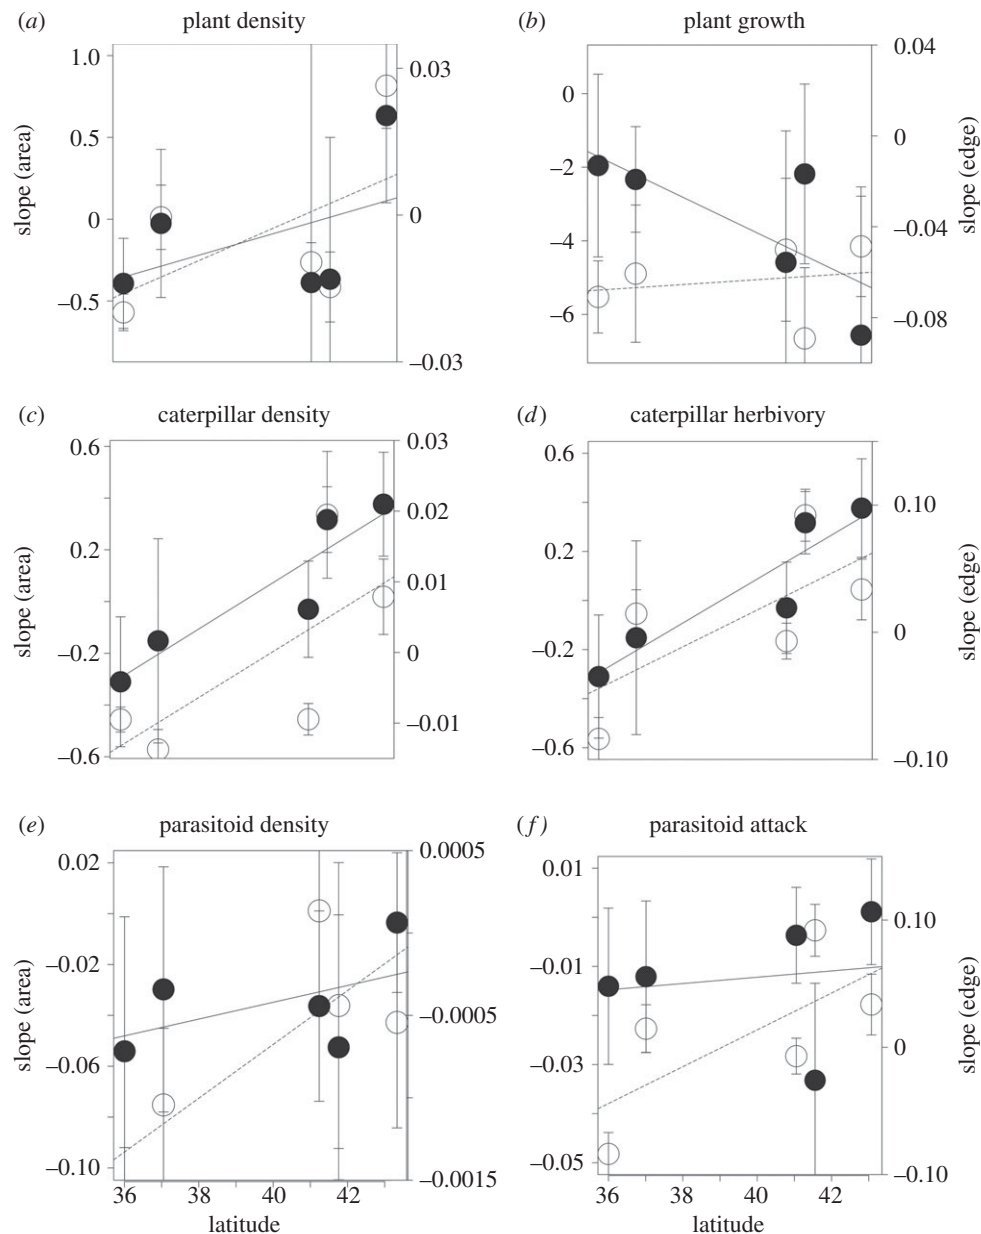 (a) plant density
(b) plant growth
1.0
0.5
0
–0.5
slope (area)
0.03
0
–0.03
0
–2
–4
–6
0.04
0
–0.04
–0.08
slope (edge)
(c) caterpillar density
(d) caterpillar herbivory
0.6
0.2
–0.2
–0.6
slope (area)
0.03
0.02
0.01
0
–0.01
0.6
0.2
–0.2
–0.6
0.10
0
–0.10
slope (edge)
(e) parasitoid density
(f) parasitoid attack
0.02
–0.02
–0.06
–0.10
slope (area)
0.0005
–0.0005
–0.0015
0.01
–0.01
–0.03
–0.05
0.10
0
–0.10
slope (edge)
36 38 40 42
36 38 40 42
latitude
latitude